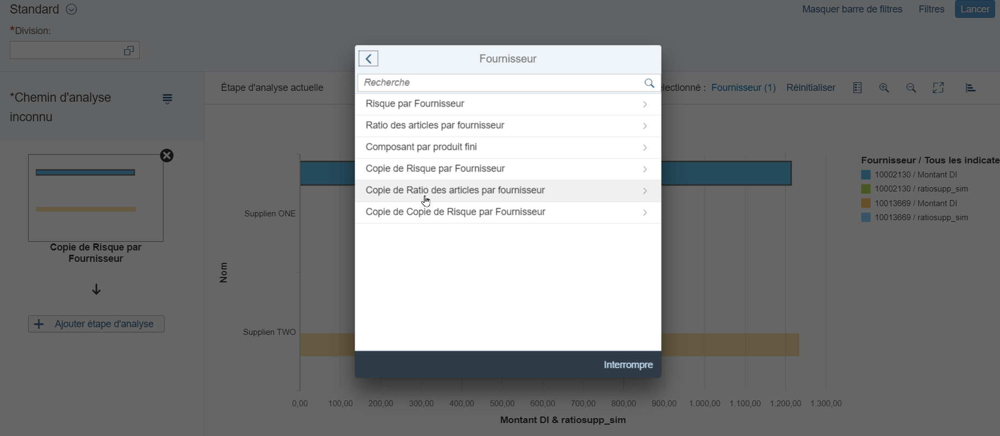 Standard
Masquer barre de filtres
Filtres
Lancer
*Division:
*Chemin d'analyse
inconnu
Étape d'analyse actuelle
électionné :
Fournisseur (1)
Réinitialiser
Fournisseur
Recherche
Risque par Fournisseur
Ratio des articles par fournisseur
Composant par produit fini
Copie de Risque par Fournisseur
Copie de Ratio des articles par fournisseur
Copie de Copie de Risque par Fournisseur
Interrompre
Copie de Risque par
Fournisseur
Ajouter étape d'analyse
Nom
Supplien ONE
Supplien TWO
0,00 100,00 200,00 300,00 400,00 500,00 600,00 700,00 800,00 900,00 1.000,00 1.100,00 1.200,00 1.300,00
Montant DI & ratiosupp_sim
Fournisseur / Tous les indicate
10002130 / Montant DI
10002130 / ratiosupp_sim
10013669 / Montant DI
10013669 / ratiosupp_sim